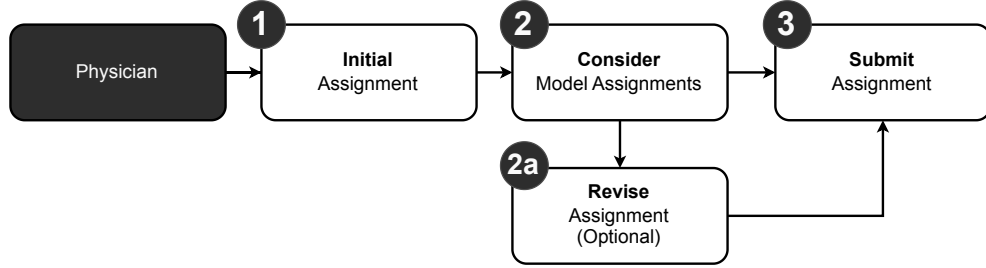 Physician
1
Initial
Assignment
2
Consider
Model Assignments
3
Submit
Assignment
2a
Revise
Assignment
(Optional)